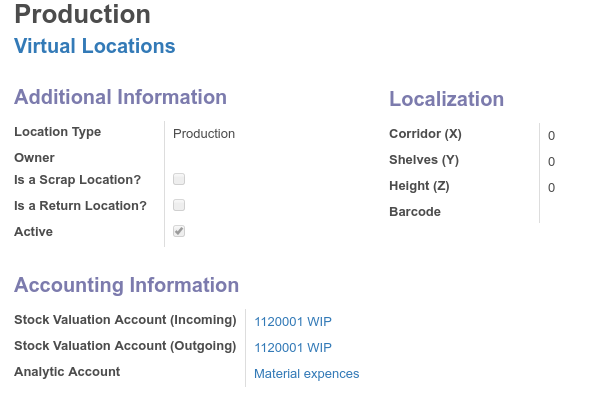 Production
Virtual Locations
Additional Information
Location Type Production
Owner
Is a Scrap Location?
Is a Return Location?
Active
Localization
Corridor (X) 0
Shelves (Y) 0
Height (Z) 0
Barcode
Accounting Information
Stock Valuation Account (Incoming) 1120001 WIP
Stock Valuation Account (Outgoing) 1120001 WIP
Analytic Account Material expences